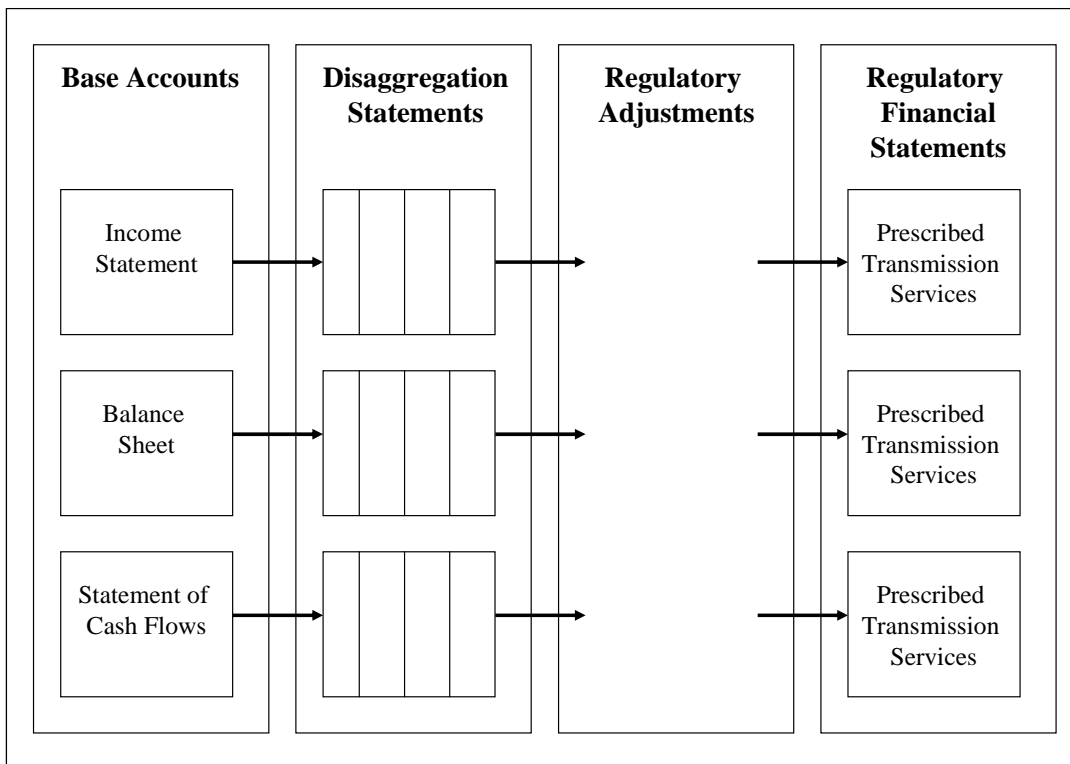 Base Accounts
Disaggregation
Statements
Regulatory
Adjustments
Regulatory
Financial
Statements
Income
Statement
Prescribed
Transmission
Services
Balance
Sheet
Prescribed
Transmission
Services
Statement of
Cash Flows
Prescribed
Transmission
Services